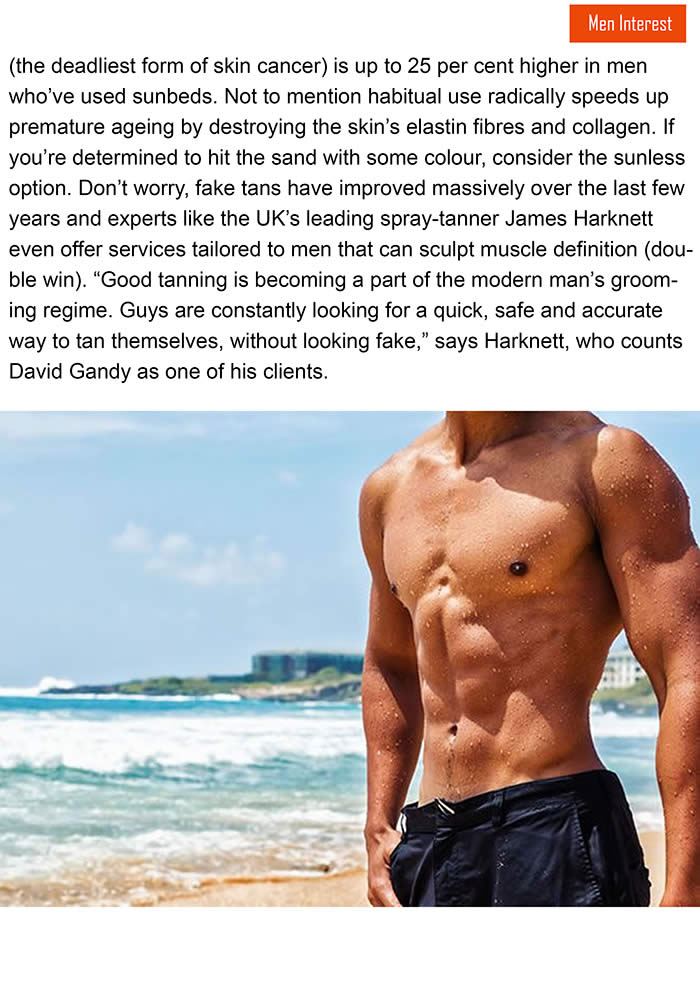 Men Interest
(the deadliest form of skin cancer) is up to 25 per cent higher in men
who’ve used sunbeds. Not to mention habitual use radically speeds up
premature ageing by destroying the skin’s elastin fibres and collagen. If
you’re determined to hit the sand with some colour, consider the sunless
option. Don’t worry, fake tans have improved massively over the last few
years and experts like the UK’s leading spray-tanner James Harknett
even offer services tailored to men that can sculpt muscle definition (dou-
ble win). “Good tanning is becoming a part of the modern man’s groom-
ing regime. Guys are constantly looking for a quick, safe and accurate
way to tan themselves, without looking fake,” says Harknett, who counts
David Gandy as one of his clients.